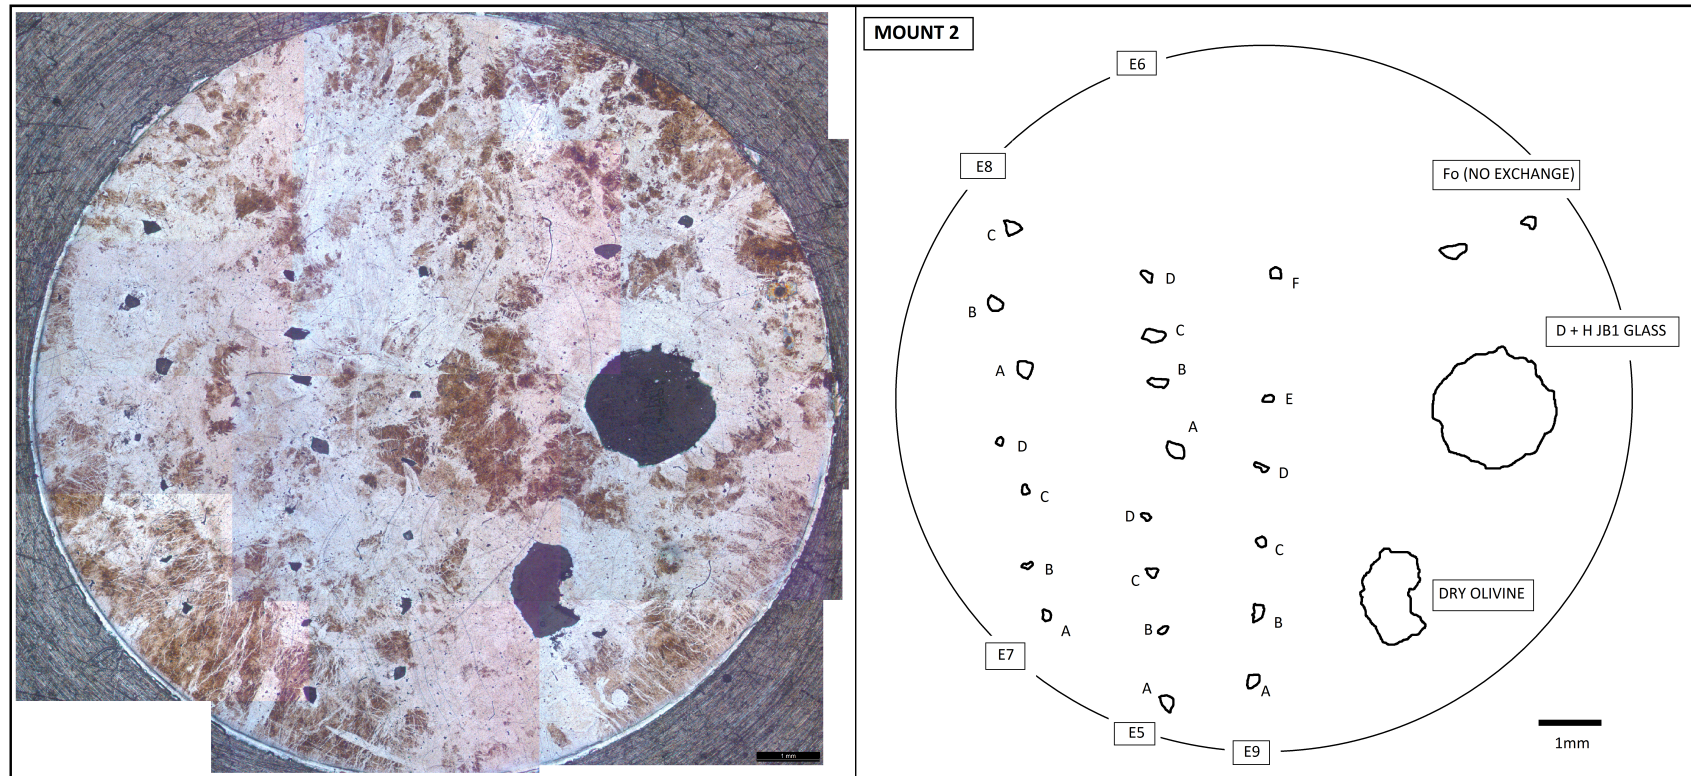 MOUNT 2
E6
E8
Fo (NO EXCHANGE)
C
D
F
B
C
D + H JB1 GLASS
A
B
E
A
D
D
C
D
C
B
C
DRY OLIVINE
A
B
B
E7
A
A
E5
E9
1mm
1 mm